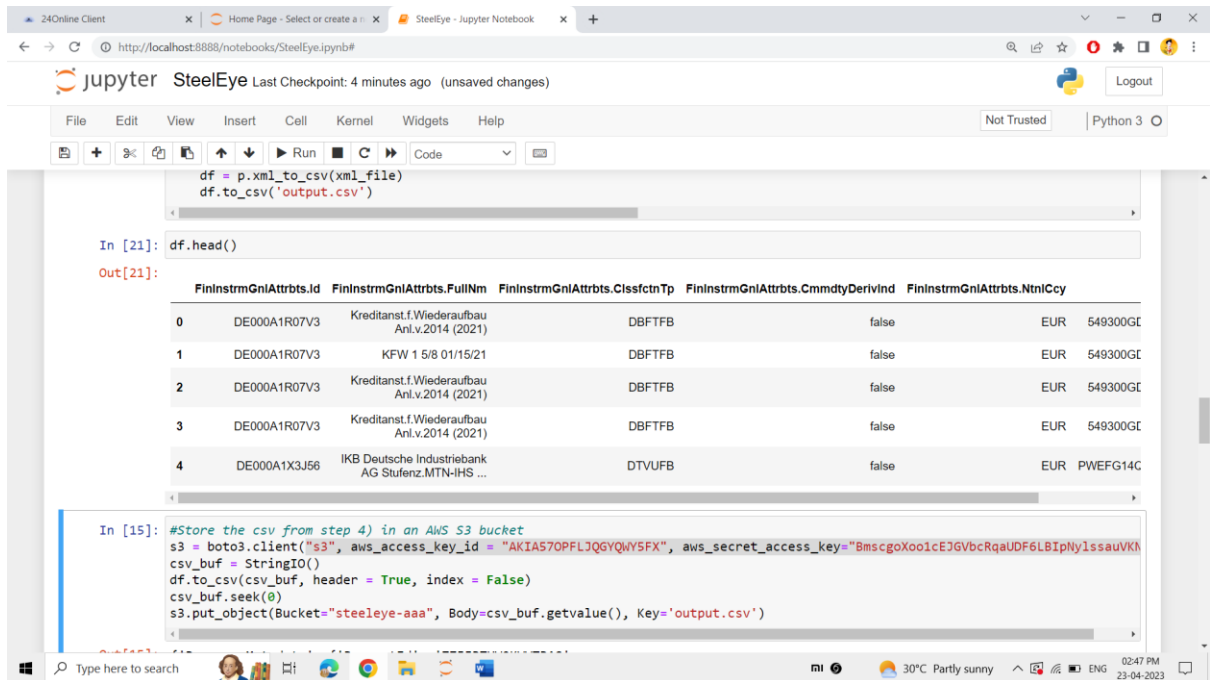 24Online Client
Home Page - Select or create a n
SteelEye - Jupyter Notebook
http://localhost:8888/notebooks/SteelEye.ipynb#
jupyter SteelEye Last Checkpoint: 4 minutes ago (unsaved changes)
Logout
File Edit View Insert Cell Kernel Widgets Help
Not Trusted
Python 3
Run
Code
df = p.xml_to_csv(xml_file)
df.to_csv('output.csv')
In [21]: df.head()
Out[21]:
FinInstrmGnlAttrbts.Id FinInstrmGnlAttrbts.FullNm FinInstrmGnlAttrbts.ClssfctnTp FinInstrmGnlAttrbts.CmmdtyDerivInd FinInstrmGnlAttrbts.NtnlCcy
0 DE000A1R07V3 Kreditanst.f.Wiederaufbau DBFTFB false EUR 549300GD
Anl.v.2014 (2021)
1 DE000A1R07V3 KFW 1 5/8 01/15/21 DBFTFB false EUR 549300GD
2 DE000A1R07V3 Kreditanst.f.Wiederaufbau DBFTFB false EUR 549300GD
Anl.v.2014 (2021)
3 DE000A1R07V3 Kreditanst.f.Wiederaufbau DBFTFB false EUR 549300GD
Anl.v.2014 (2021)
4 DE000A1X3J56 IKB Deutsche Industriebank DTVUFB false EUR PWEFG14Q
AG Stufenz.MTN-IHS ...
In [15]: #Store the csv from step 4) in an AWS S3 bucket
s3 = boto3.client("s3", aws_access_key_id = "AKIA57OPFLJQGYQWY5FX", aws_secret_access_key="BmscgoXoo1cEJGVbcRqaUDF6LBIpNylssauVKN
csv_buf = StringIO()
df.to_csv(csv_buf, header = True, index = False)
csv_buf.seek(0)
s3.put_object(Bucket="steeleye-aaa", Body=csv_buf.getvalue(), Key='output.csv')
Type here to search
30°C Partly sunny
ENG
02:47 PM
23-04-2023